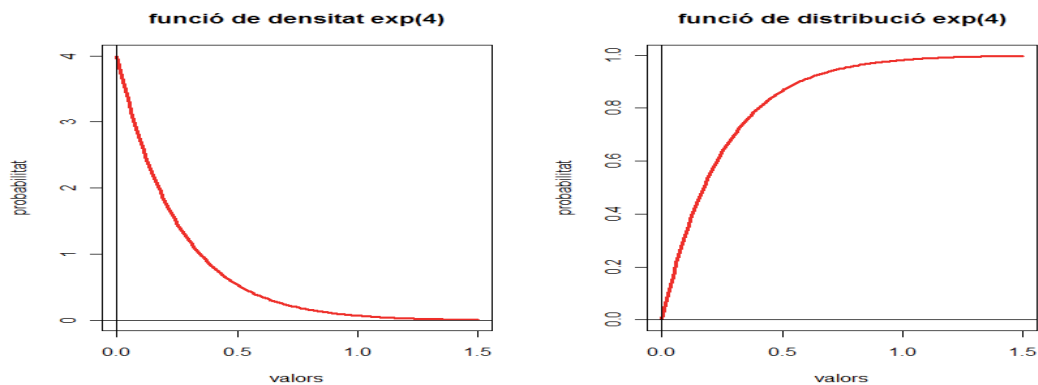 funció de densitat exp(4)
probabilitat
4
3
2
1
0
0.0 0.5 1.0 1.5
valors
funció de distribució exp(4)
probabilitat
1.0
0.8
0.6
0.4
0.2
0.0
0.0 0.5 1.0 1.5
valors